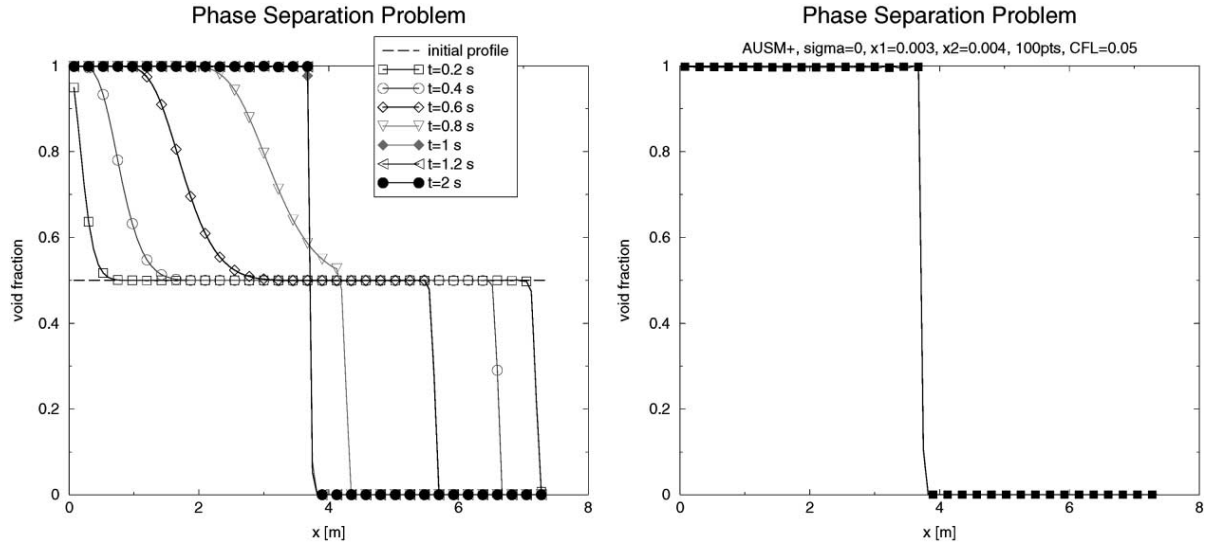 Phase Separation Problem
initial profile
t=0.2 s
t=0.4 s
t=0.6 s
t=0.8 s
t=1 s
t=1.2 s
t=2 s
1
0.8
0.6
0.4
0.2
0
void fraction
0 2 4 6 8
x [m]
Phase Separation Problem
AUSM+, sigma=0, x1=0.003, x2=0.004, 100pts, CFL=0.05
1
0.8
0.6
0.4
0.2
0
void fraction
0 2 4 6 8
x [m]